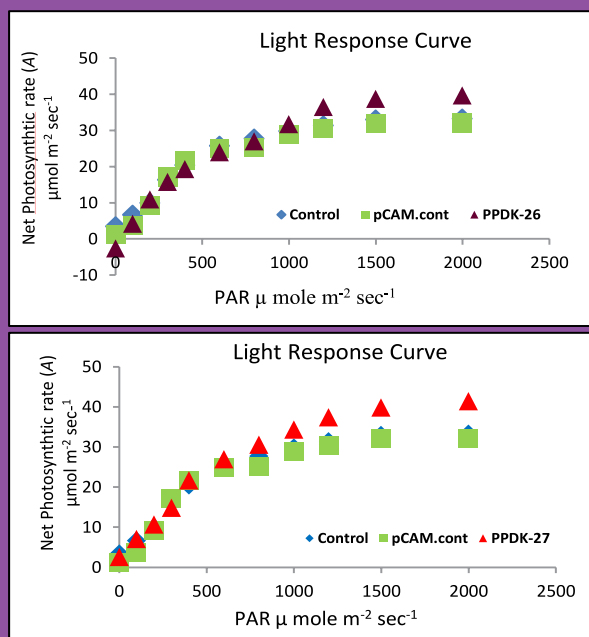 Light Response Curve
Net Photosynthtic rate (A)
µmol m-2 sec-1
50
40
30
20
10
0
-10
Control pCAM.cont PPDK-26
0 500 1000 1500 2000 2500
PAR µ mole m-2 sec-1
Light Response Curve
Net Photosynthtic rate (A)
µmol m-2 sec-1
50
40
30
20
10
0
Control pCAM.cont PPDK-27
0 500 1000 1500 2000 2500
PAR µ mole m-2 sec-1